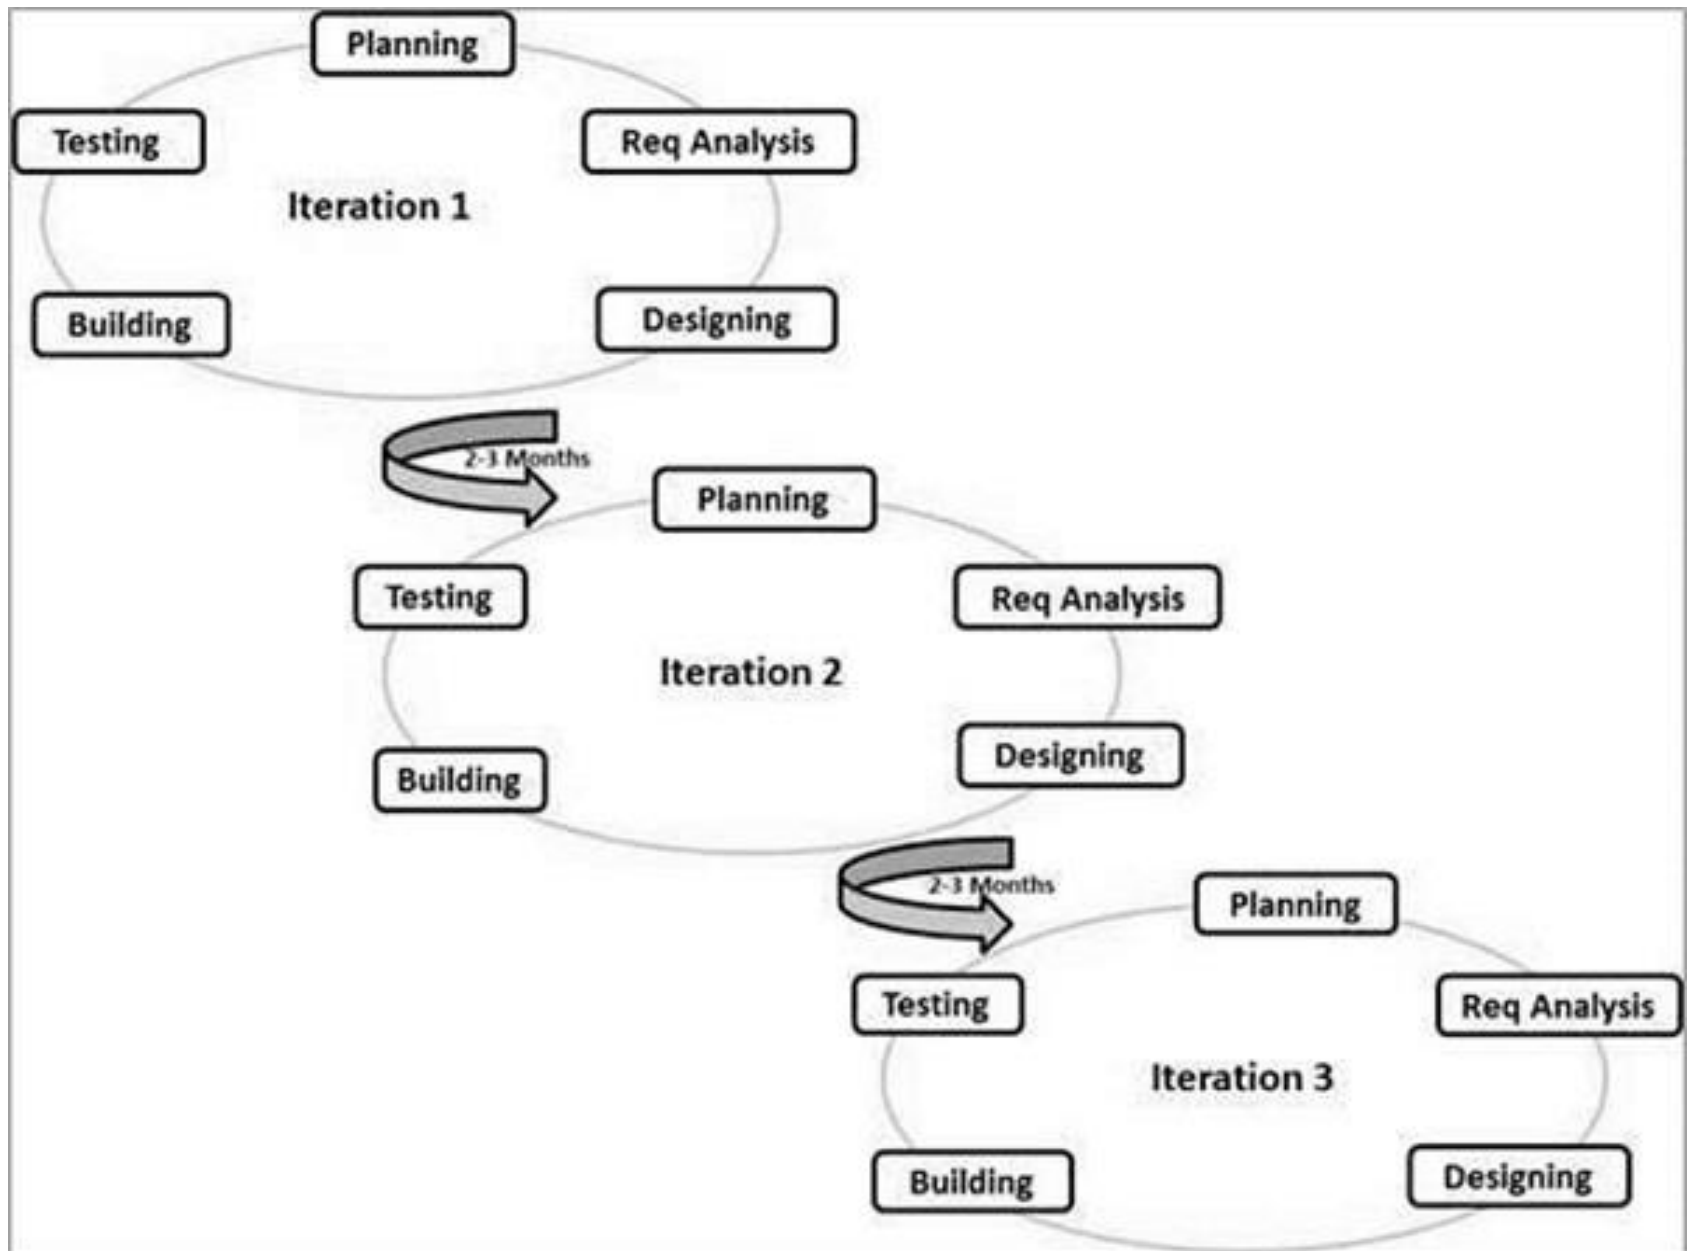 Planning
Testing
Req Analysis
Iteration 1
Building
Designing
2-3 Months
Planning
Testing
Req Analysis
Iteration 2
Building
Designing
2-3 Months
Planning
Testing
Req Analysis
Iteration 3
Building
Designing